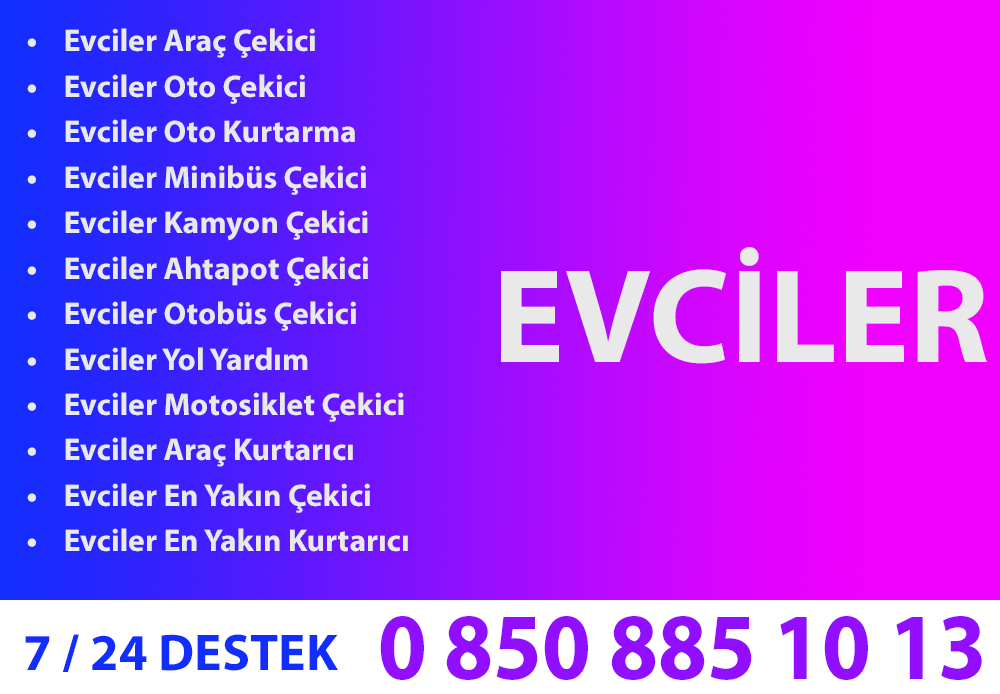 • Evciler Araç Çekici
• Evciler Oto Çekici
• Evciler Oto Kurtarma
• Evciler Minibüs Çekici
• Evciler Kamyon Çekici
• Evciler Ahtapot Çekici
• Evciler Otobüs Çekici
• Evciler Yol Yardım
• Evciler Motosiklet Çekici
• Evciler Araç Kurtarıcı
• Evciler En Yakın Çekici
• Evciler En Yakın Kurtarıcı
EVCİLER
7 / 24 DESTEK 0 850 885 10 13